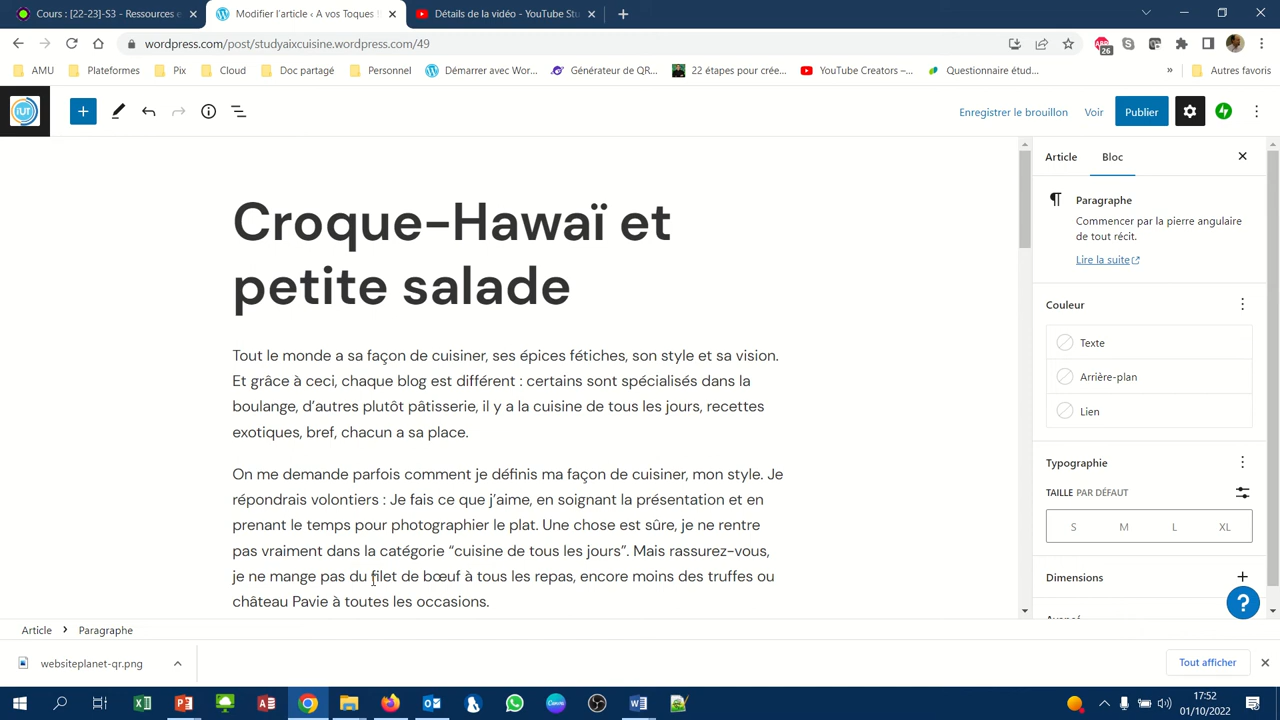 Cours : [22-23]-S3 - Ressources e
Modifier l'article ‹ A vos Toques
Détails de la vidéo - YouTube Stu
wordpress.com/post/studyaixcuisine.wordpress.com/49
26
AMU
Plateformes
Pix
Cloud
Doc partagé
Personnel
Démarrer avec Wor...
Générateur de QR...
22 étapes pour crée...
YouTube Creators –...
Questionnaire étud...
»
Autres favoris
iUT
Enregistrer le brouillon
Voir
Publier
Croque-Hawaï et
petite salade
Tout le monde a sa façon de cuisiner, ses épices fétiches, son style et sa vision.
Et grâce à ceci, chaque blog est différent : certains sont spécialisés dans la
boulange, d'autres plutôt pâtisserie, il y a la cuisine de tous les jours, recettes
exotiques, bref, chacun a sa place.
On me demande parfois comment je définis ma façon de cuisiner, mon style. Je
répondrais volontiers : Je fais ce que j'aime, en soignant la présentation et en
prenant le temps pour photographier le plat. Une chose est sûre, je ne rentre
pas vraiment dans la catégorie “cuisine de tous les jours”. Mais rassurez-vous,
je ne mange pas du filet de bœuf à tous les repas, encore moins des truffes ou
château Pavie à toutes les occasions.
Article
Bloc
Paragraphe
Commencer par la pierre angulaire
de tout récit.
Lire la suite
Couleur
Texte
Arrière-plan
Lien
Typographie
TAILLE PAR DÉFAUT
S M L XL
Dimensions
?
Article > Paragraphe
websiteplanet-qr.png
Tout afficher
17:52
01/10/2022